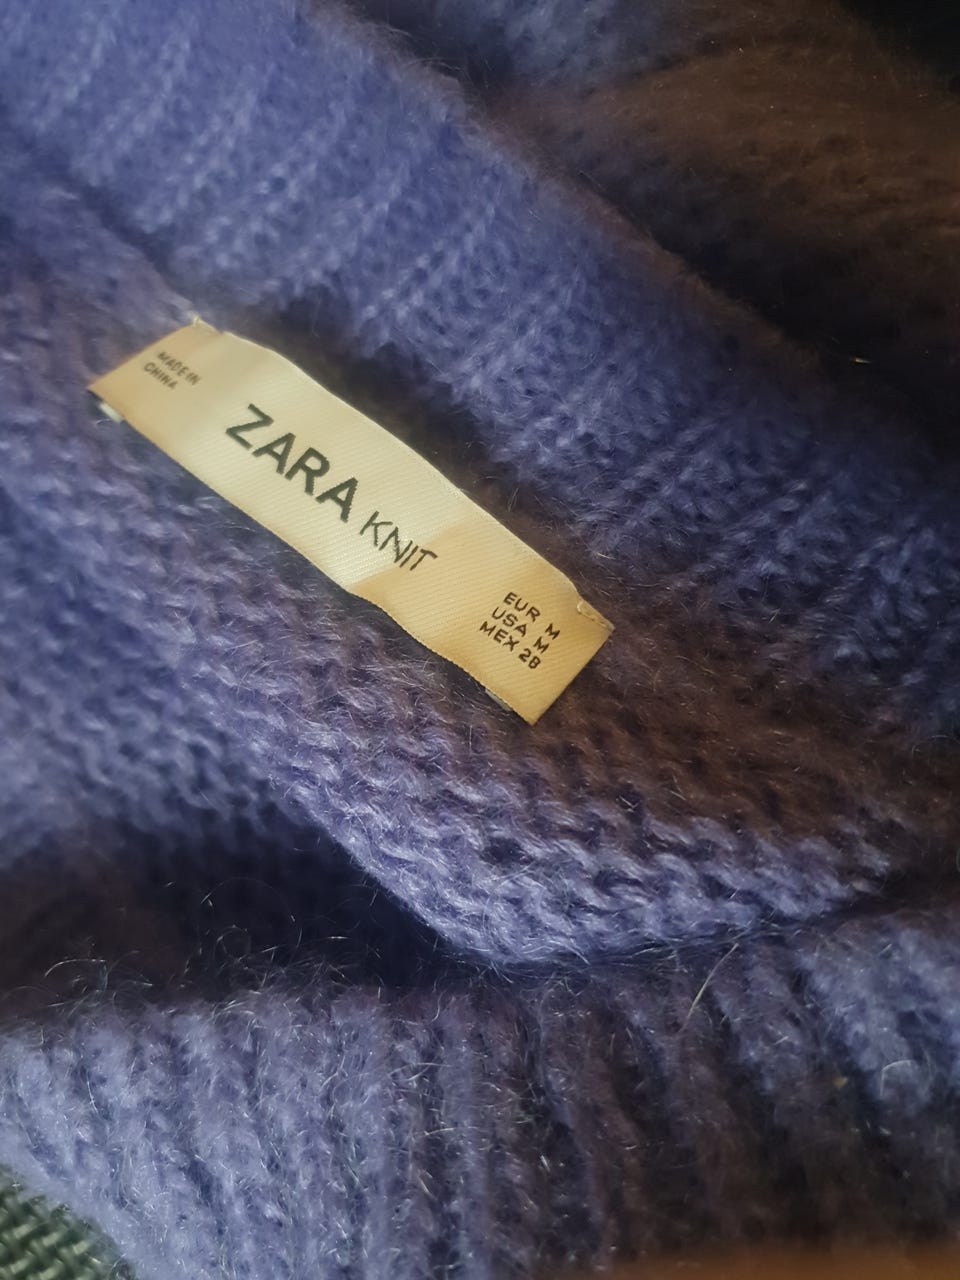 MADE IN
CHINA
ZARA KNIT
EUR M
USA M
MEX 28